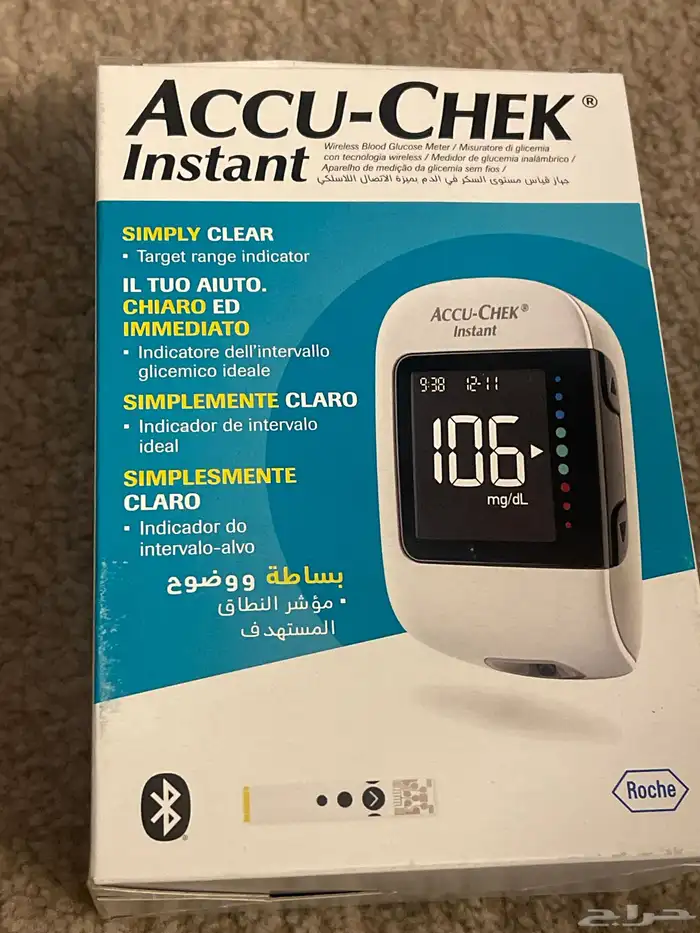 ACCU-CHEK®
Instant
Wireless Blood Glucose Meter / Misuratore di glicemia
con tecnologia wireless / Medidor de glucemia inalámbrico /
Aparelho de medição da glicemia sem fios /
جهاز قياس مستوى السكر في الدم بميزة الاتصال اللاسلكي
SIMPLY CLEAR
▪ Target range indicator
IL TUO AIUTO.
CHIARO ED
IMMEDIATO
▪ Indicatore dell'intervallo
glicemico ideale
SIMPLEMENTE CLARO
▪ Indicador de intervalo
ideal
SIMPLESMENTE
CLARO
▪ Indicador do
intervalo-alvo
بساطة ووضوح
▪ مؤشر النطاق
المستهدف
ACCU-CHEK®
Instant
9:38 12-11
106
mg/dL
Roche
حراج